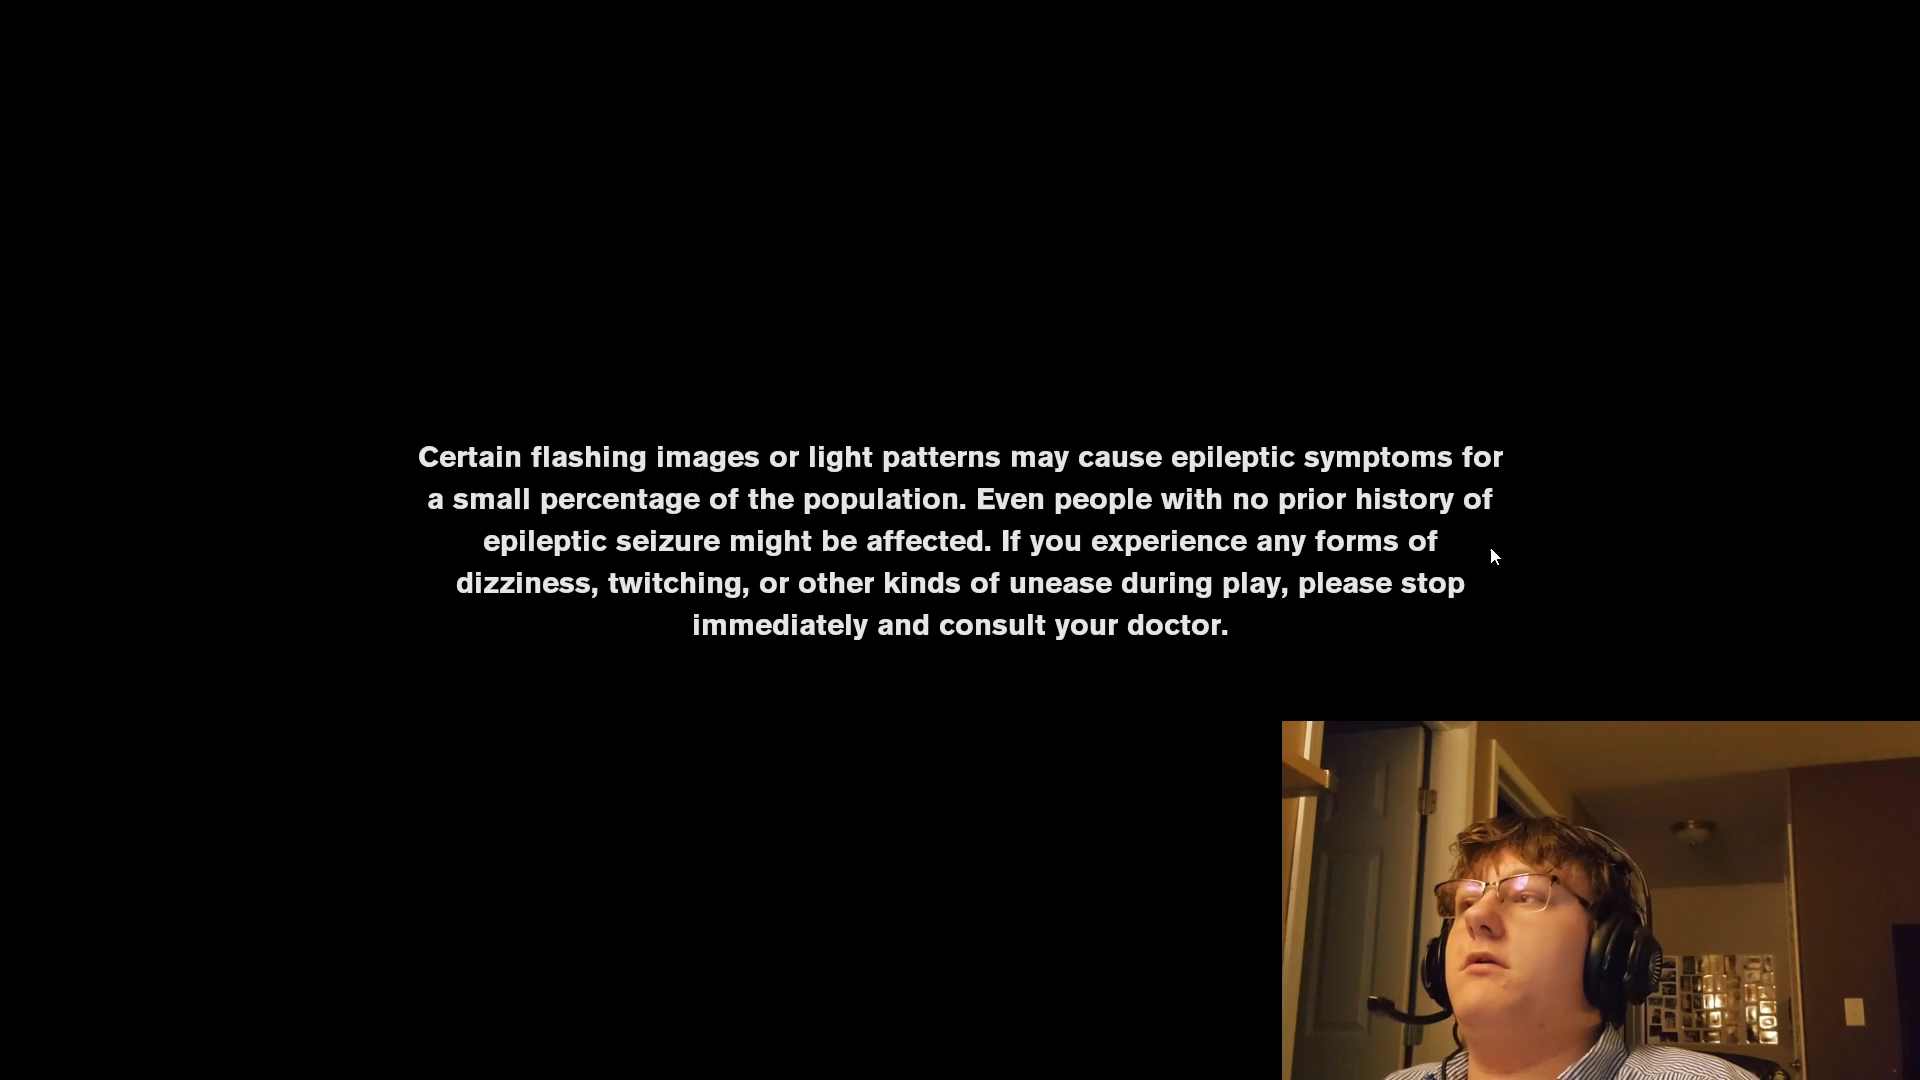 Certain flashing images or light patterns may cause epileptic symptoms for
a small percentage of the population. Even people with no prior history of
epileptic seizure might be affected. If you experience any forms of
dizziness, twitching, or other kinds of unease during play, please stop
immediately and consult your doctor.